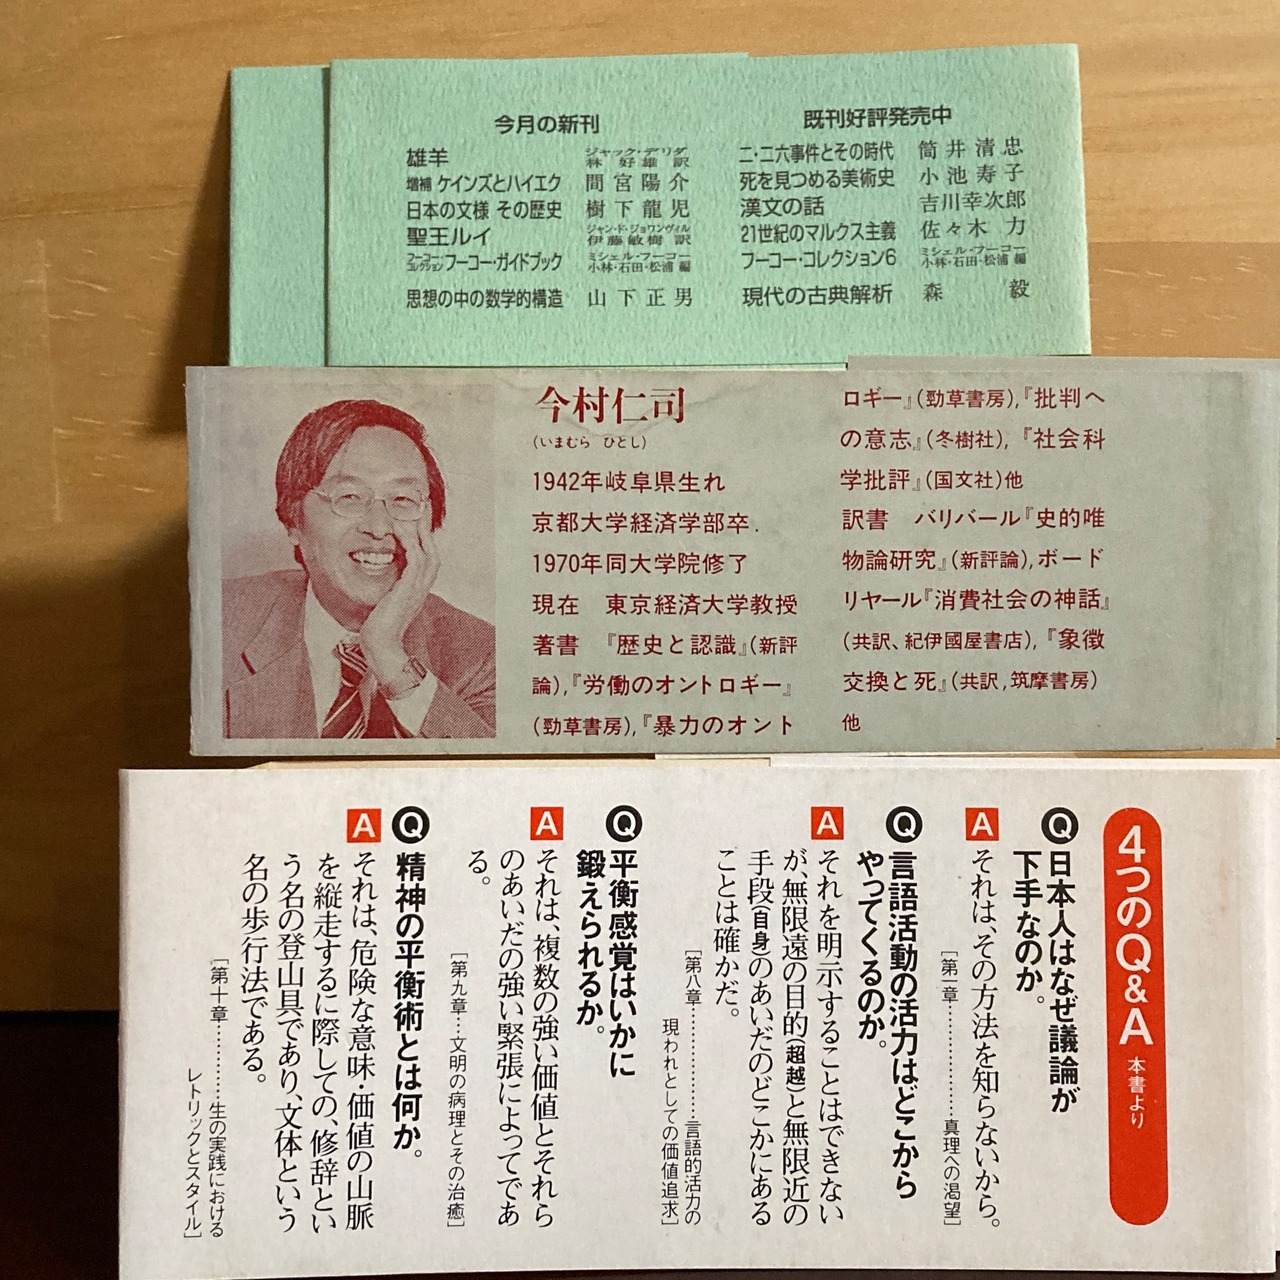 今月の新刊
雄羊 ジャック・デリダ 林好雄 訳
増補 ケインズとハイエク 間宮陽介
日本の文様 その歴史 樹下龍児
聖王ルイ ジャン・ド・ジョワンヴィル 伊藤敏樹 訳
フーコー・コレクション フーコー・ガイドブック ミシェル・フーコー 小林・石田・松浦 編
思想の中の数学的構造 山下正男
既刊好評発売中
二・二六事件とその時代 筒井清忠
死を見つめる美術史 小池寿子
漢文の話 吉川幸次郎
21世紀のマルクス主義 佐々木力
フーコー・コレクション6 ミシェル・フーコー 小林・石田・松浦 編
現代の古典解析 森毅
今村仁司
(いまむら ひとし)
1942年岐阜県生れ
京都大学経済学部卒.
1970年同大学院修了
現在 東京経済大学教授
著書 『歴史と認識』(新評
論),『労働のオントロギー』
(勁草書房),『暴力のオント
ロギー』(勁草書房),『批判へ
の意志』(冬樹社),『社会科
学批評』(国文社)他
訳書 バリバール『史的唯
物論研究』(新評論),ボード
リヤール『消費社会の神話』
(共訳、紀伊國屋書店),『象徴
交換と死』(共訳,筑摩書房)
他
4つのQ&A 本書より
Q 日本人はなぜ議論が
下手なのか。
A それは、その方法を知らないから。
[第一章…………真理への渇望]
Q 言語活動の活力はどこから
やってくるのか。
A それを明示することはできない
が、無限遠の目的(超越)と無限近の
手段(自身)のあいだのどこかにある
ことは確かだ。
[第八章…………言語的活力の
現われとしての価値追求]
Q 平衡感覚はいかに
鍛えられるか。
A それは、複数の強い価値とそれら
のあいだの強い緊張によってであ
る。
[第九章…文明の病理とその治癒]
Q 精神の平衡術とは何か。
A それは、危険な意味・価値の山脈
を縦走するに際しての、修辞とい
う名の登山具であり、文体という
名の歩行法である。
[第十章………生の実践における
レトリックとスタイル]